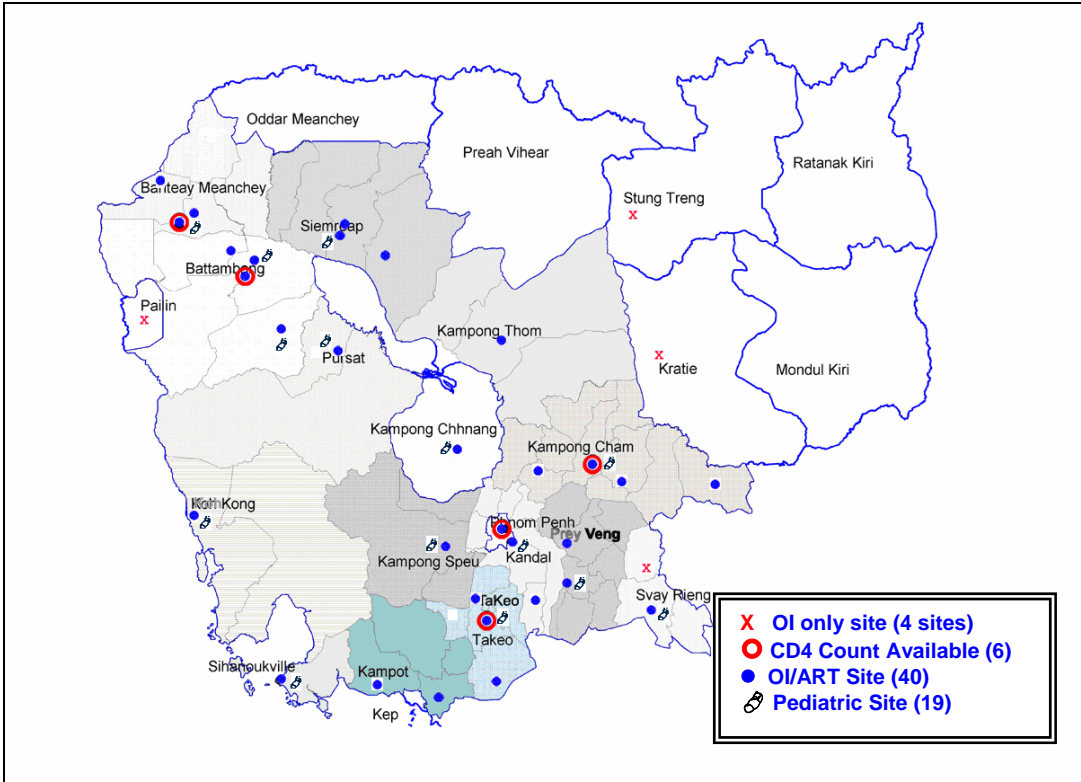 Oddar Meanchey
Preah Vihear
Ratanak Kiri
Banteay Meanchey
Stung Treng
X
Siemreap
Battambang
Pailin
X
Kampong Thom
Pursat
X
Kratie
Mondul Kiri
Kampong Chhnang
Kampong Cham
Koh Kong
Phnom Penh
Prey Veng
Kampong Speu
Kandal
X
Svay Rieng
TaKeo
Takeo
Sihanoukville
Kampot
Kep
X OI only site (4 sites)
CD4 Count Available (6)
OI/ART Site (40)
Pediatric Site (19)